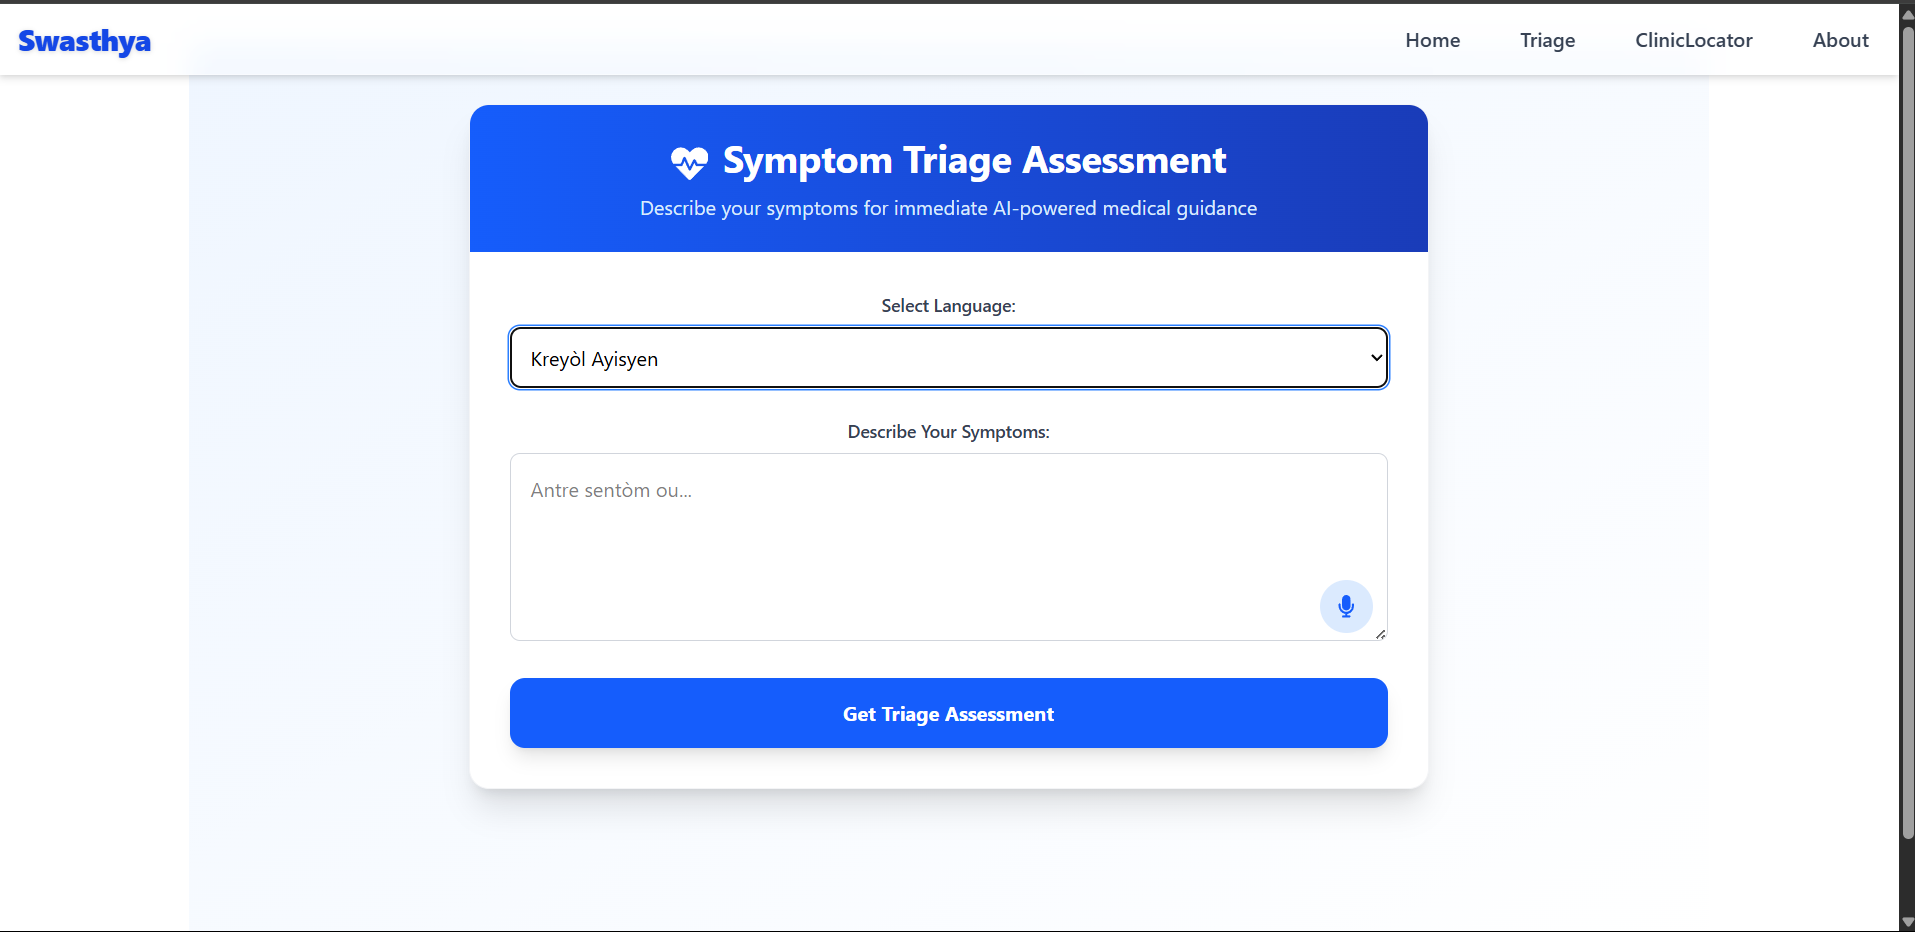 Swasthya
Home Triage ClinicLocator About
Symptom Triage Assessment
Describe your symptoms for immediate AI-powered medical guidance
Select Language:
Kreyòl Ayisyen
Describe Your Symptoms:
Antre sentòm ou...
Get Triage Assessment